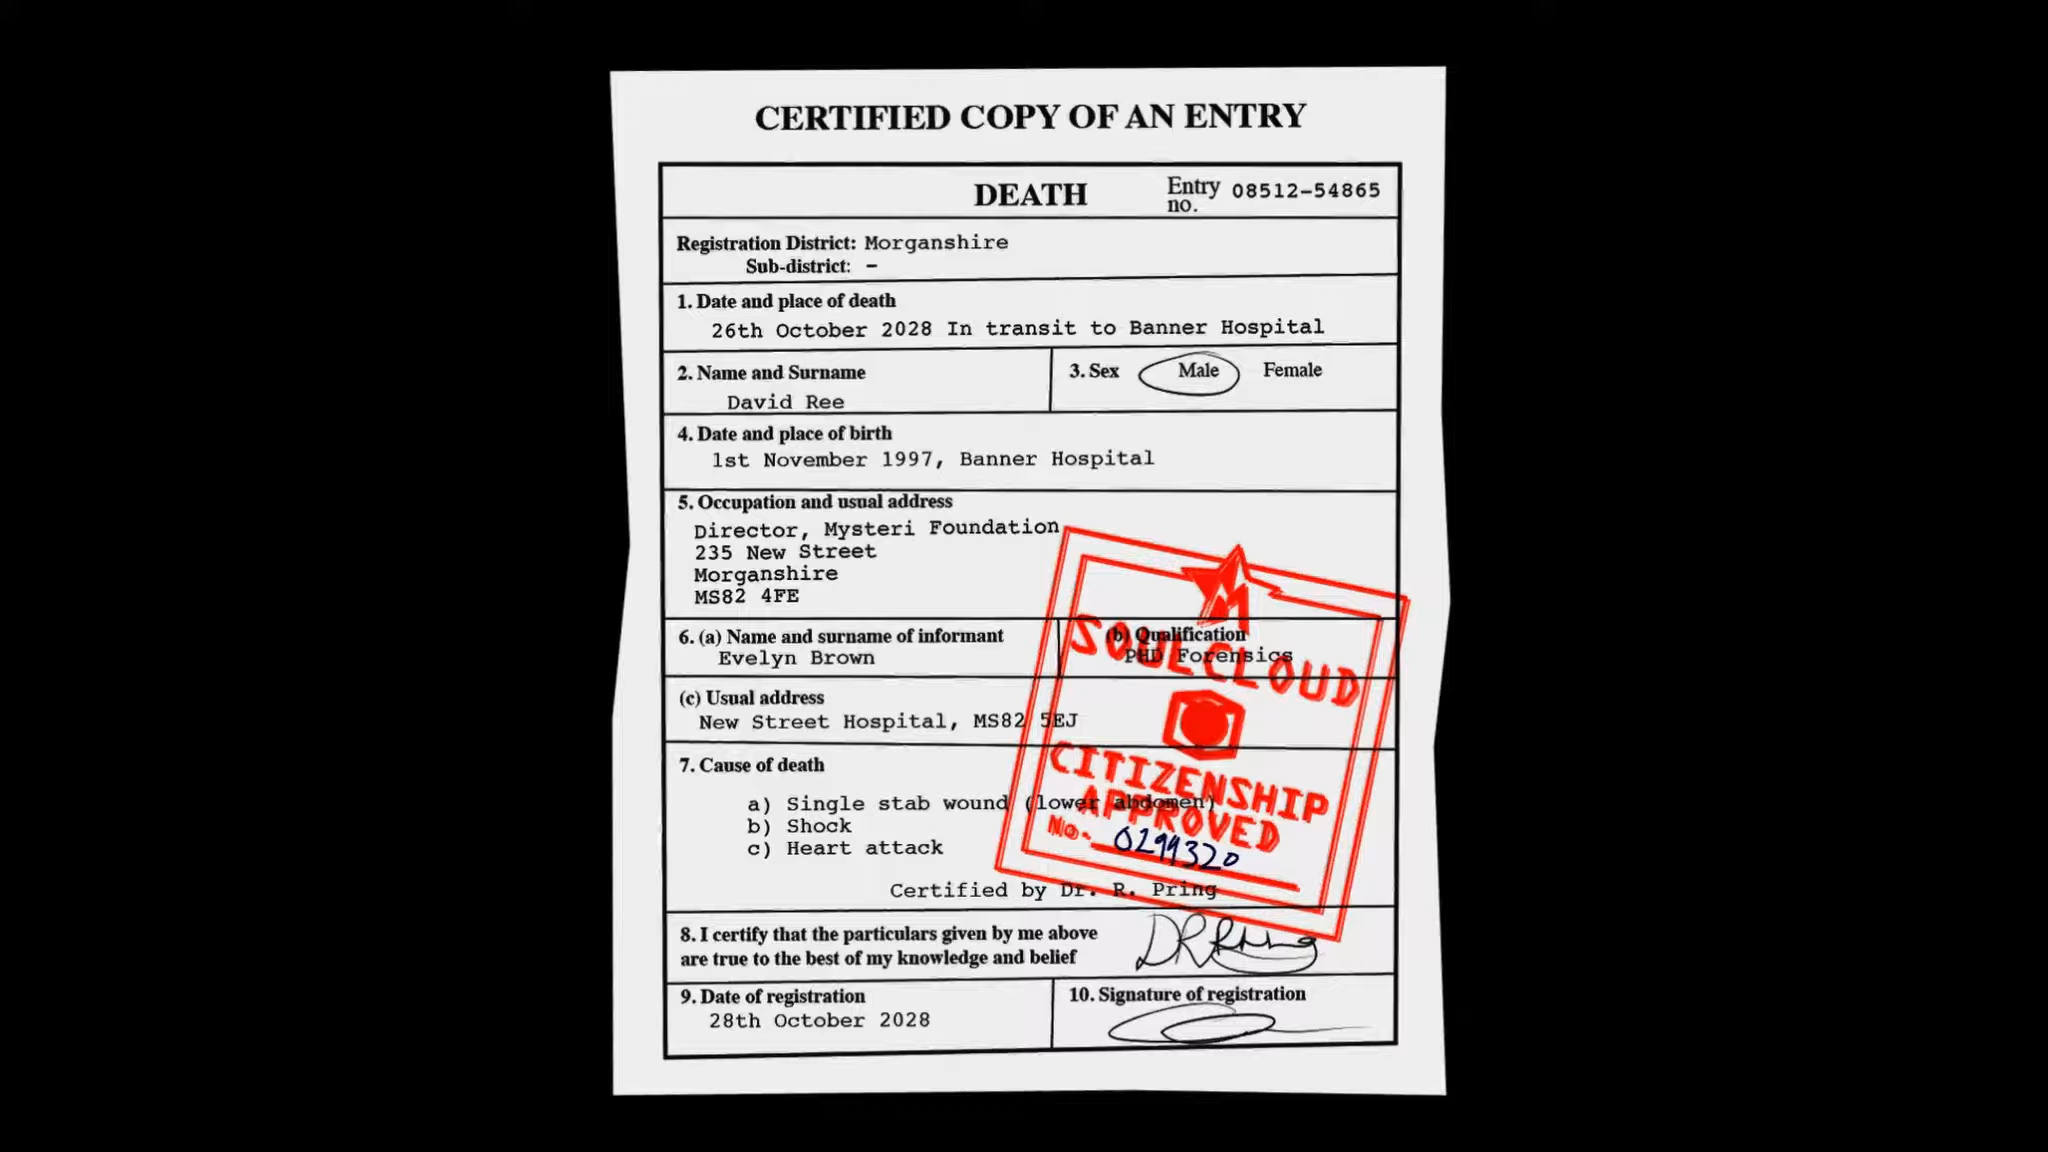 CERTIFIED COPY OF AN ENTRY
DEATH
Entry no. 08512-54865
Registration District: Morganshire
Sub-district: -
1. Date and place of death
26th October 2028 In transit to Banner Hospital
2. Name and Surname
David Ree
3. Sex Male Female
4. Date and place of birth
1st November 1997, Banner Hospital
5. Occupation and usual address
Director, Mysteri Foundation
235 New Street
Morganshire
MS82 4FE
6. (a) Name and surname of informant
Evelyn Brown
(b) Qualification
PHD Forensics
(c) Usual address
New Street Hospital, MS82 5EJ
7. Cause of death
a) Single stab wound (lower abdomen)
b) Shock
c) Heart attack
Certified by Dr. R. Pring
M
SOUL CLOUD
CITIZENSHIP
APPROVED
No. 0299320
8. I certify that the particulars given by me above
are true to the best of my knowledge and belief
DR Pring
9. Date of registration
28th October 2028
10. Signature of registration